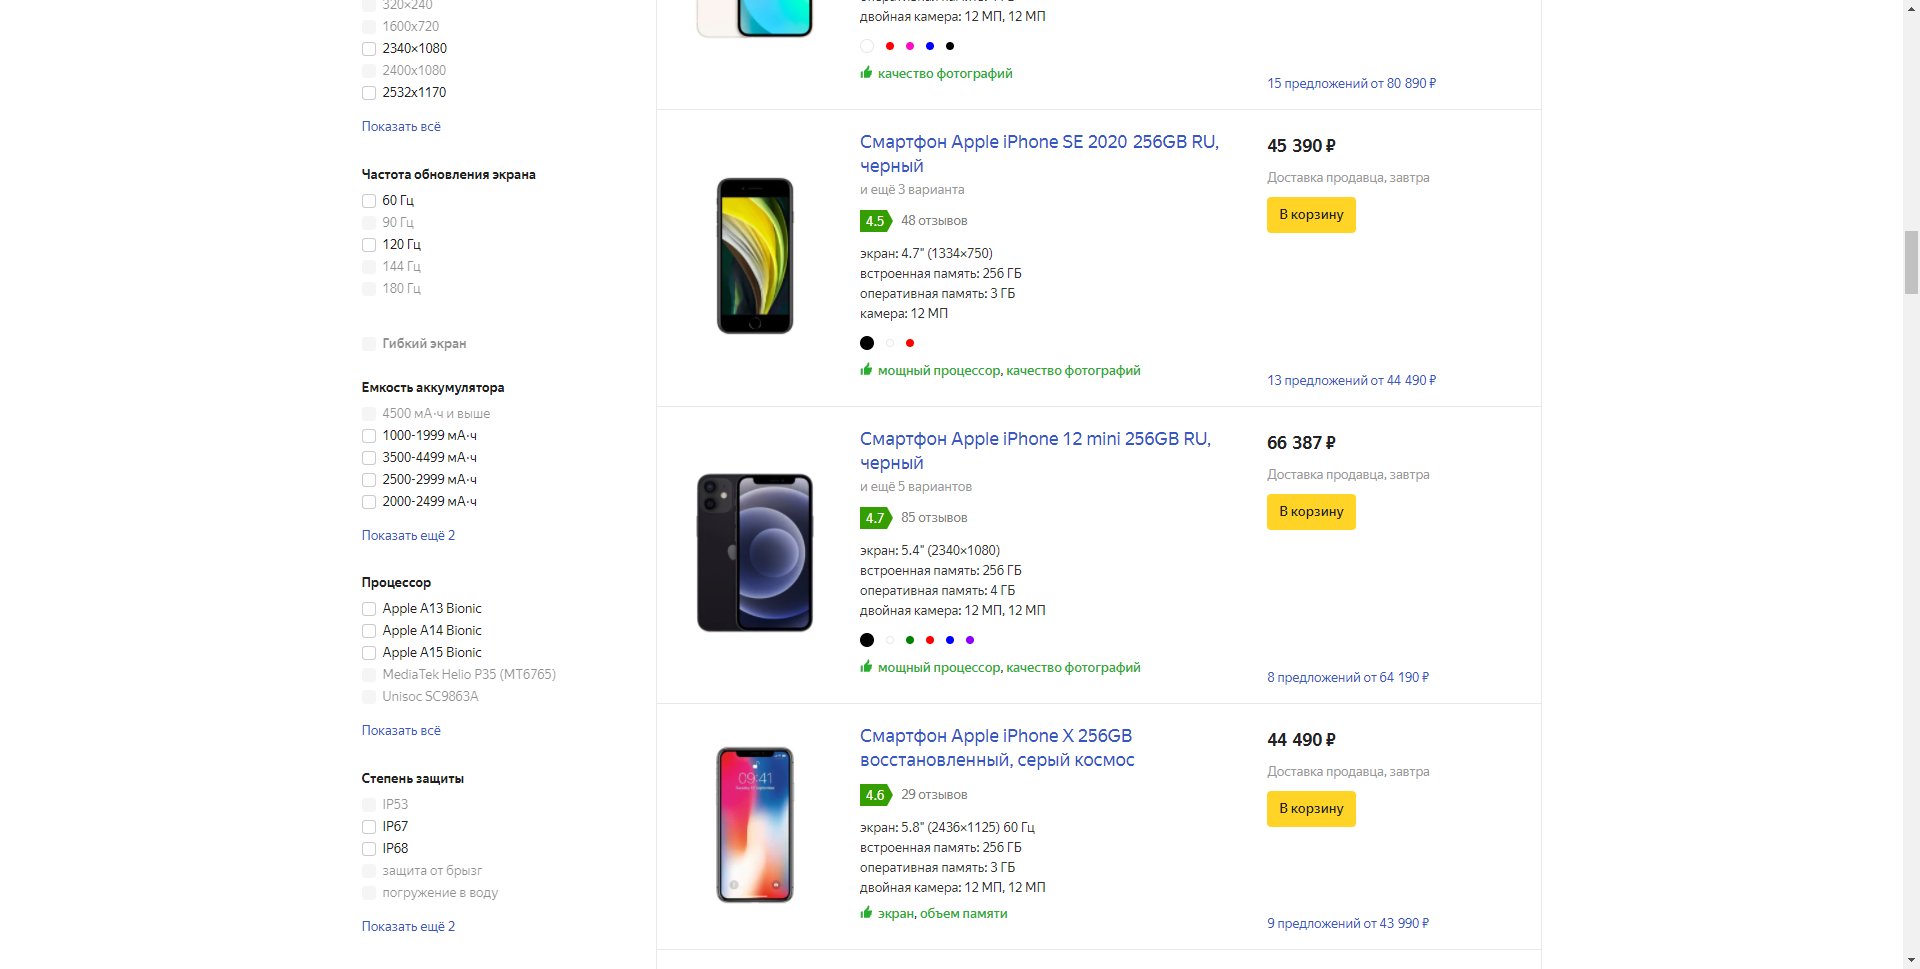 320×240
1600x720
2340×1080
2400x1080
2532x1170
Показать всё
Частота обновления экрана
60 Гц
90 Гц
120 Гц
144 Гц
180 Гц
Гибкий экран
Емкость аккумулятора
4500 мА·ч и выше
1000-1999 мА·ч
3500-4499 мА·ч
2500-2999 мА·ч
2000-2499 мА·ч
Показать ещё 2
Процессор
Apple A13 Bionic
Apple A14 Bionic
Apple A15 Bionic
MediaTek Helio P35 (MT6765)
Unisoc SC9863A
Показать всё
Степень защиты
IP53
IP67
IP68
защита от брызг
погружение в воду
Показать ещё 2
двойная камера: 12 МП, 12 МП
качество фотографий
15 предложений от 80 890 ₽
Смартфон Apple iPhone SE 2020 256GB RU,
черный
и ещё 3 варианта
4.5 48 отзывов
экран: 4.7" (1334×750)
встроенная память: 256 ГБ
оперативная память: 3 ГБ
камера: 12 МП
мощный процессор, качество фотографий
45 390 ₽
Доставка продавца, завтра
В корзину
13 предложений от 44 490 ₽
Смартфон Apple iPhone 12 mini 256GB RU,
черный
и ещё 5 вариантов
4.7 85 отзывов
экран: 5.4" (2340×1080)
встроенная память: 256 ГБ
оперативная память: 4 ГБ
двойная камера: 12 МП, 12 МП
мощный процессор, качество фотографий
66 387 ₽
Доставка продавца, завтра
В корзину
8 предложений от 64 190 ₽
09:41
Смартфон Apple iPhone X 256GB
восстановленный, серый космос
4.6 29 отзывов
экран: 5.8" (2436×1125) 60 Гц
встроенная память: 256 ГБ
оперативная память: 3 ГБ
двойная камера: 12 МП, 12 МП
экран, объем памяти
44 490 ₽
Доставка продавца, завтра
В корзину
9 предложений от 43 990 ₽